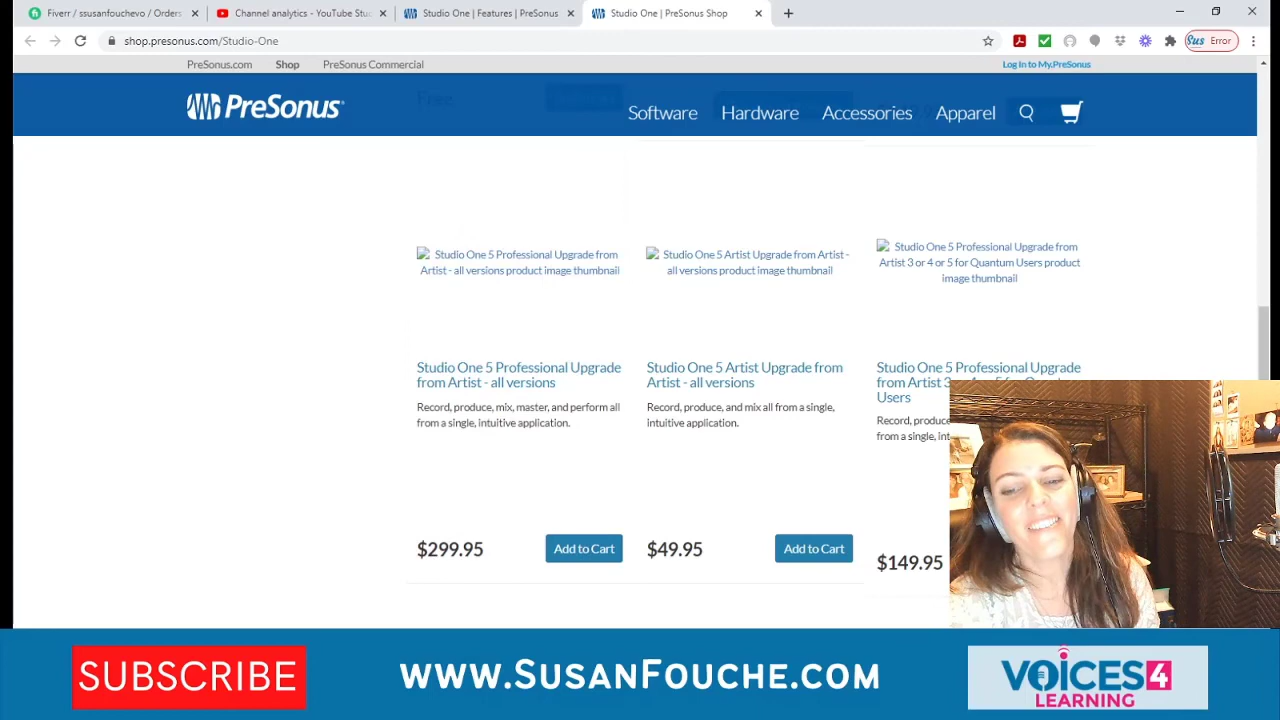 Fiverr / ssusanfouchevo / Orders
Channel analytics - YouTube Stu
Studio One | Features | PreSonus
Studio One | PreSonus Shop
shop.presonus.com/Studio-One
Sus Error
PreSonus.com Shop PreSonus Commercial Log In to My.PreSonus
PreSonus
Free
Software Hardware Accessories Apparel
Studio One 5 Professional Upgrade from
Artist - all versions product image thumbnail
Studio One 5 Artist Upgrade from Artist -
all versions product image thumbnail
Studio One 5 Professional Upgrade from
Artist 3 or 4 or 5 for Quantum Users product
image thumbnail
Studio One 5 Professional Upgrade
from Artist - all versions
Record, produce, mix, master, and perform all
from a single, intuitive application.
$299.95 Add to Cart
Studio One 5 Artist Upgrade from
Artist - all versions
Record, produce, and mix all from a single,
intuitive application.
$49.95 Add to Cart
Studio One 5 Professional Upgrade
from Artist 3
Users
Record, produce
from a single, int
$149.95
SUBSCRIBE
WWW.SUSANFOUCHE.COM
VOICES4
LEARNING